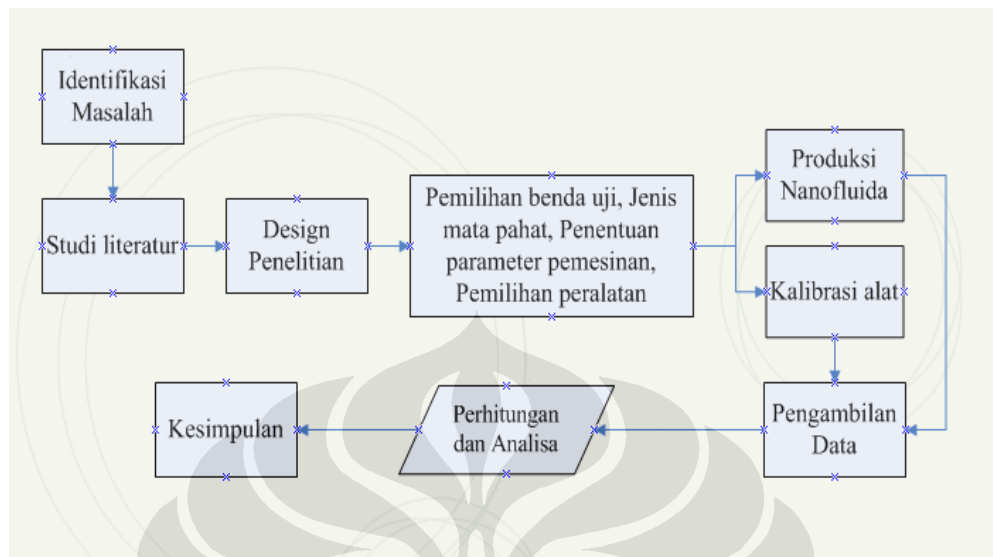 Identifikasi
Masalah
Studi literatur
Design
Penelitian
Pemilihan benda uji, Jenis
mata pahat, Penentuan
parameter pemesinan,
Pemilihan peralatan
Produksi
Nanofluida
Kalibrasi alat
Pengambilan
Data
Perhitungan
dan Analisa
Kesimpulan